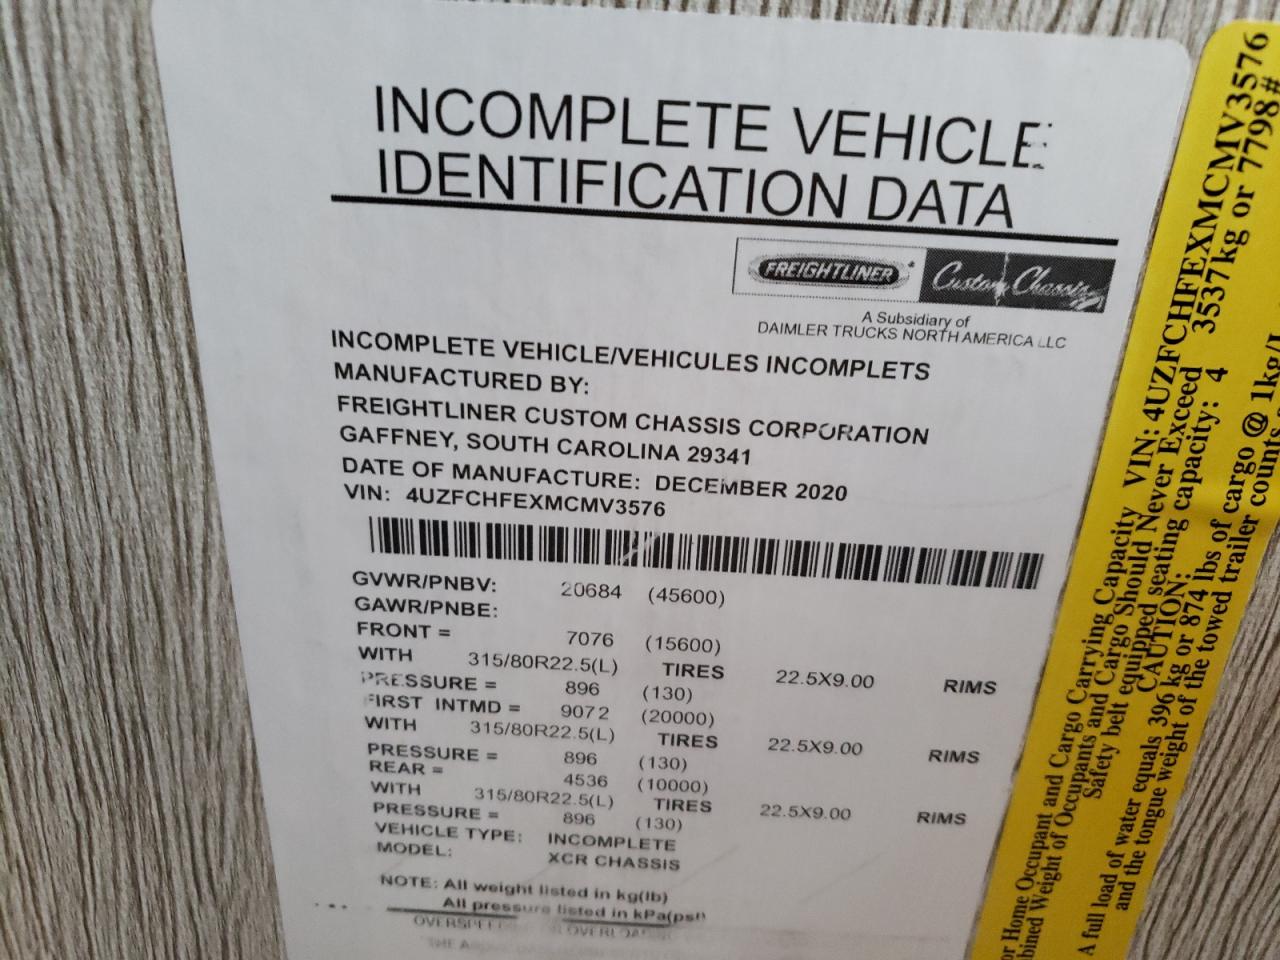 INCOMPLETE VEHICLE
IDENTIFICATION DATA
FREIGHTLINER Custom Chassis
A Subsidiary of
DAIMLER TRUCKS NORTH AMERICA LLC
INCOMPLETE VEHICLE/VEHICULES INCOMPLETS
MANUFACTURED BY:
FREIGHTLINER CUSTOM CHASSIS CORPORATION
GAFFNEY, SOUTH CAROLINA 29341
DATE OF MANUFACTURE: DECEMBER 2020
VIN: 4UZFCHFEXMCMV3576
GVWR/PNBV: 20684 (45600)
GAWR/PNBE:
FRONT = 7076 (15600)
WITH 315/80R22.5(L) TIRES 22.5X9.00 RIMS
PRESSURE = 896 (130)
FIRST INTMD = 9072 (20000)
WITH 315/80R22.5(L) TIRES 22.5X9.00 RIMS
PRESSURE = 896 (130)
REAR = 4536 (10000)
WITH 315/80R22.5(L) TIRES 22.5X9.00 RIMS
PRESSURE = 896 (130)
VEHICLE TYPE: INCOMPLETE
MODEL: XCR CHASSIS
NOTE: All weight listed in kg(lb)
All pressure listed in kPa(psi)
or Home Occupant and Cargo Carrying Capacity VIN: 4UZFCHFEXMCMV3576
bined Weight of Occupants and Cargo Should Never Exceed 3537kg or 7798#
Safety belt equipped seating capacity: 4
CAUTION:
A full load of water equals 396 kg or 874 lbs of cargo @ 1kg/L
and the tongue weight of the towed trailer counts